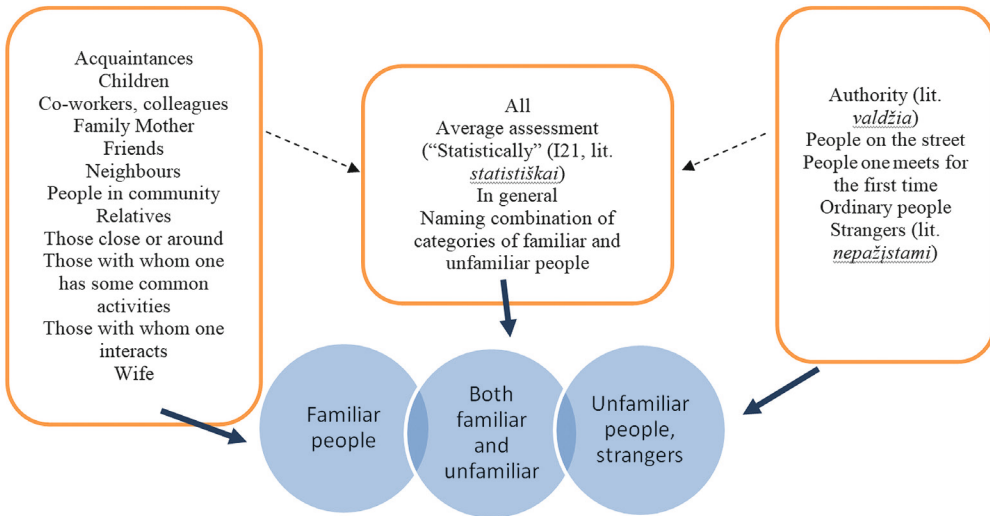 Acquaintances
Children
Co-workers, colleagues
Family Mother
Friends
Neighbours
People in community
Relatives
Those close or around
Those with whom one
has some common
activities
Those with whom one
interacts
Wife
All
Average assessment
(“Statistically” (I21, lit.
statistiškai)
In general
Naming combination of
categories of familiar and
unfamiliar people
Authority (lit.
valdžia)
People on the street
People one meets for
the first time
Ordinary people
Strangers (lit.
nepažįstami)
Familiar
people
Both
familiar
and
unfamiliar
Unfamiliar
people,
strangers